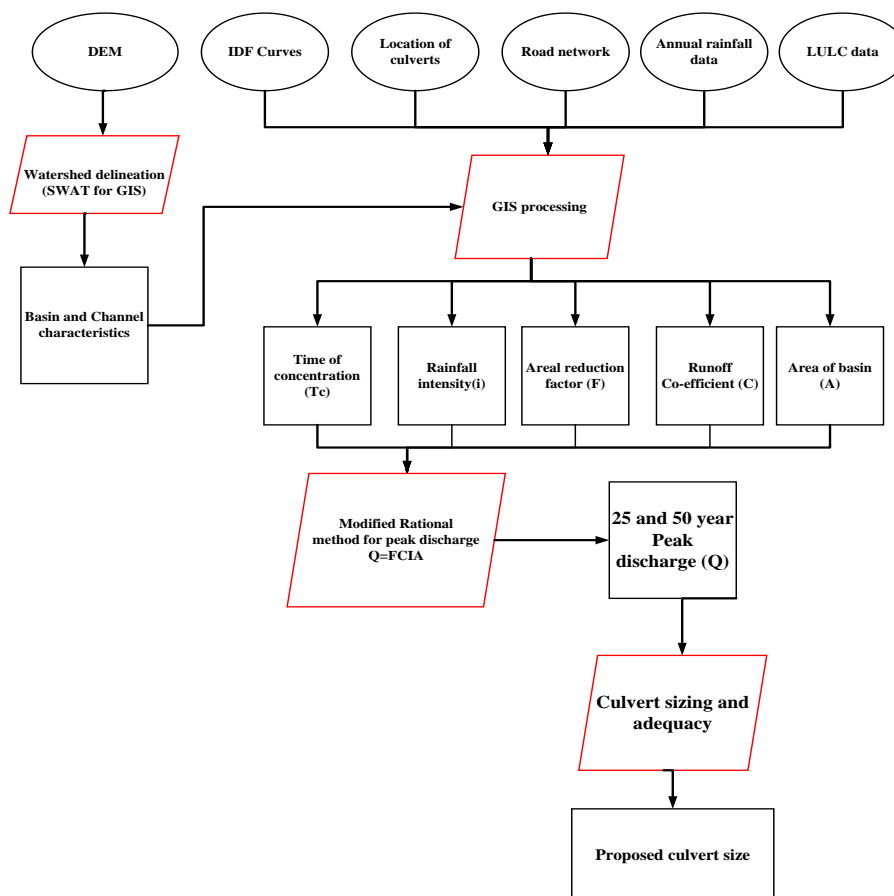 DEM
IDF Curves
Location of
culverts
Road network
Annual rainfall
data
LULC data
Watershed delineation
(SWAT for GIS)
GIS processing
Basin and Channel
characteristics
Time of
concentration
(Tc)
Rainfall
intensity(i)
Areal reduction
factor (F)
Runoff
Co-efficient (C)
Area of basin
(A)
Modified Rational
method for peak discharge
Q=FCIA
25 and 50 year
Peak
discharge (Q)
Culvert sizing and
adequacy
Proposed culvert size